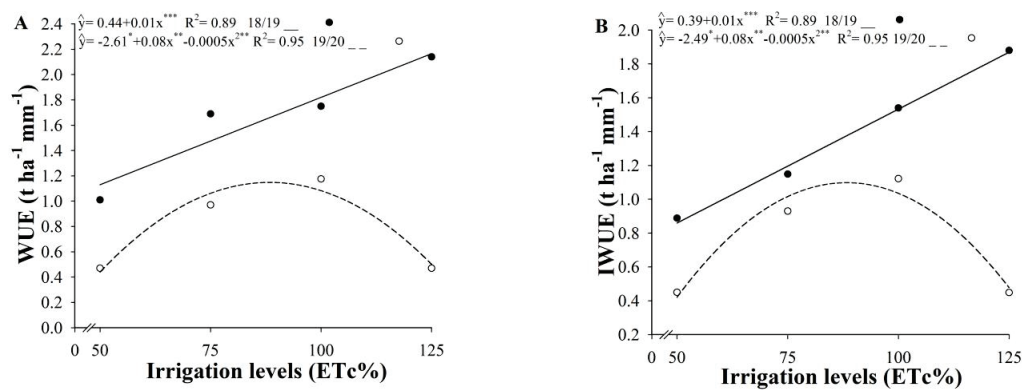 A
ŷ= 0.44+0.01x*** R²= 0.89 18/19 __
ŷ= -2.61*+0.08x**-0.0005x²** R²= 0.95 19/20 _ _
WUE (t ha⁻¹ mm⁻¹)
2.4
2.2
2.0
1.8
1.6
1.4
1.2
1.0
0.8
0.6
0.4
0.2
0.0
0 50 75 100 125
Irrigation levels (ETc%)
B
ŷ= 0.39+0.01x*** R²= 0.89 18/19 __
ŷ= -2.49*+0.08x**-0.0005x²** R²= 0.95 19/20 _ _
IWUE (t ha⁻¹ mm⁻¹)
2.0
1.8
1.6
1.4
1.2
1.0
0.8
0.6
0.4
0.2
0 50 75 100 125
Irrigation levels (ETc%)